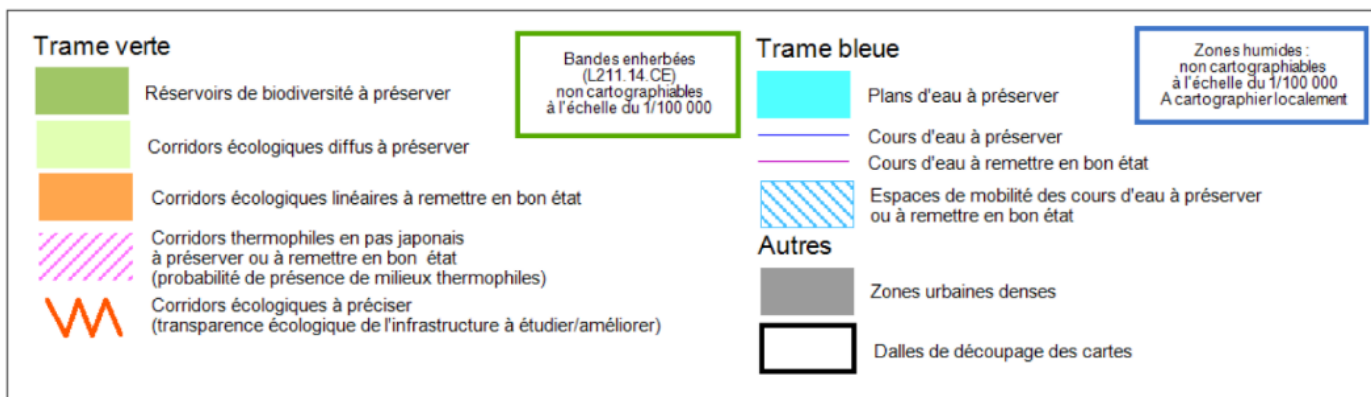 Trame verte
Réservoirs de biodiversité à préserver
Corridors écologiques diffus à préserver
Corridors écologiques linéaires à remettre en bon état
Corridors thermophiles en pas japonais
à préserver ou à remettre en bon état
(probabilité de présence de milieux thermophiles)
Corridors écologiques à préciser
(transparence écologique de l'infrastructure à étudier/améliorer)
Bandes enherbées
(L211.14.CE)
non cartographiables
à l'échelle du 1/100 000
Trame bleue
Plans d'eau à préserver
Cours d'eau à préserver
Cours d'eau à remettre en bon état
Espaces de mobilité des cours d'eau à préserver
ou à remettre en bon état
Zones humides :
non cartographiables
à l'échelle du 1/100 000
A cartographier localement
Autres
Zones urbaines denses
Dalles de découpage des cartes